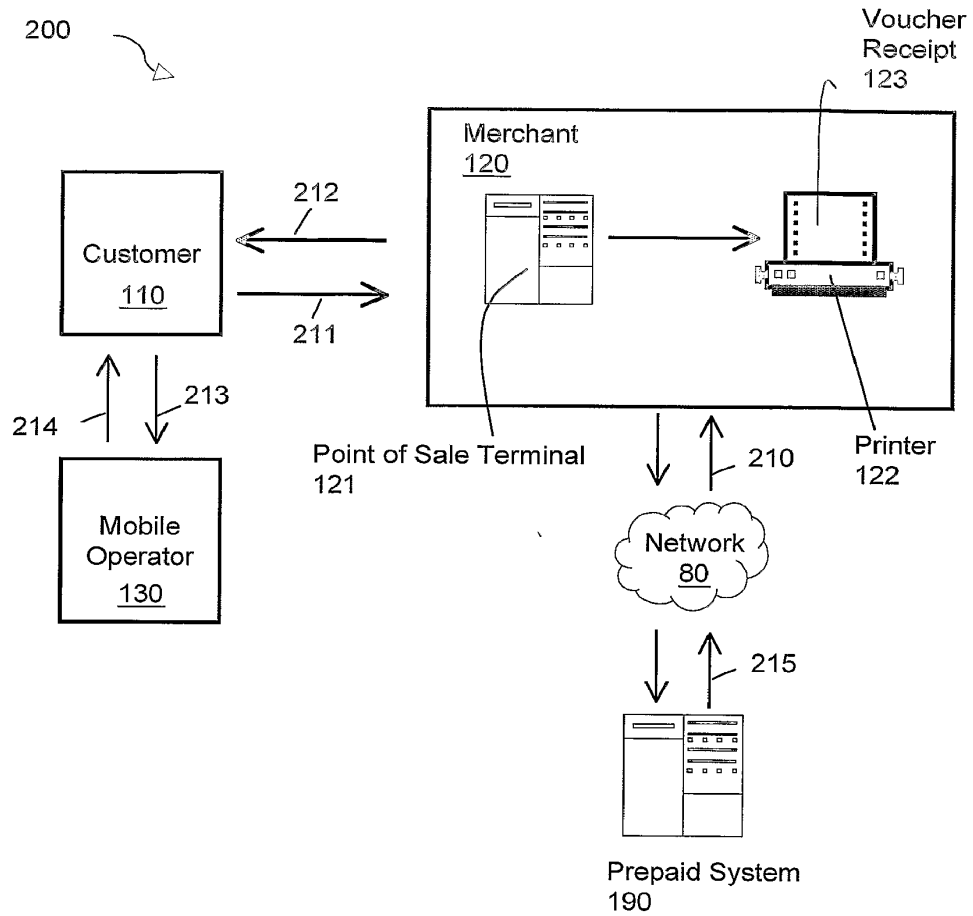 200
Voucher
Receipt
123
Merchant
120
212
Customer
110
211
214
213
Point of Sale Terminal
121
210
Printer
122
Mobile
Operator
130
Network
80
215
Prepaid System
190